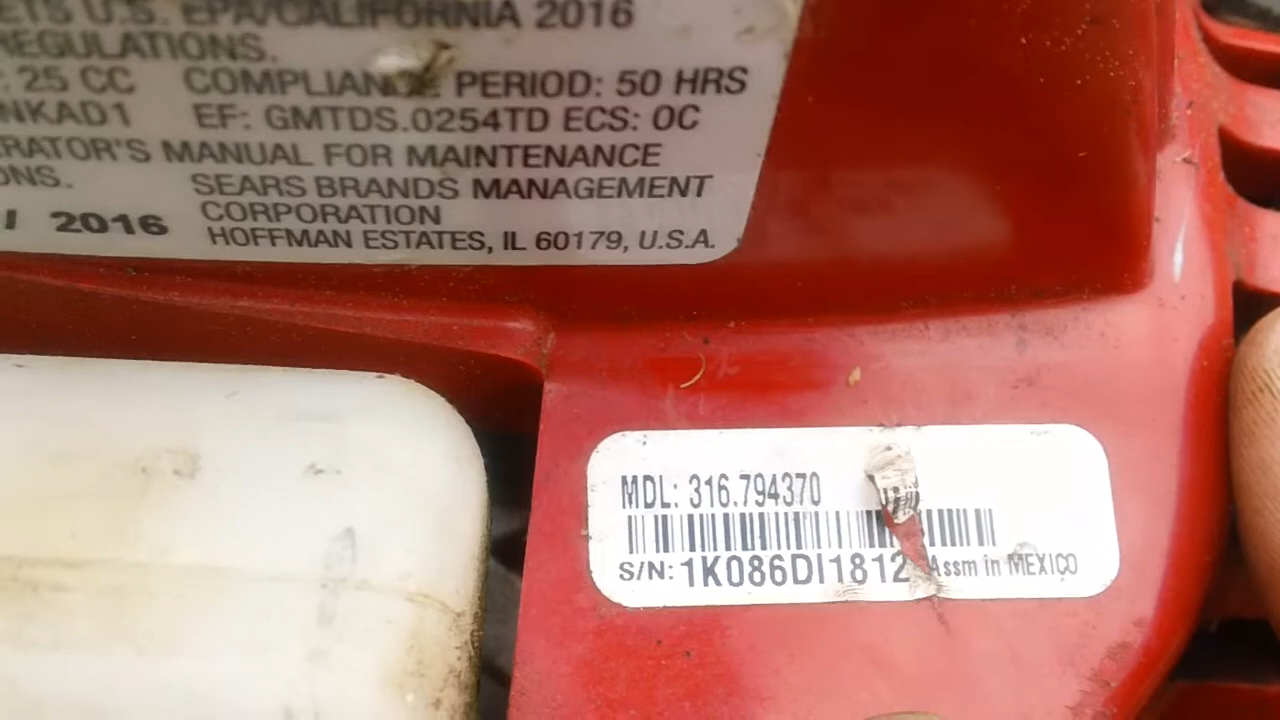 ETS U.S. EPA/CALIFORNIA 2016
REGULATIONS.
: 25 CC COMPLIANCE PERIOD: 50 HRS
NKAD1 EF: GMTDS.0254TD ECS: OC
RATOR'S MANUAL FOR MAINTENANCE
ONS. SEARS BRANDS MANAGEMENT
CORPORATION
/ 2016 HOFFMAN ESTATES, IL 60179, U.S.A.
MDL: 316.794370
S/N: 1K086DI1812 Assm in MEXICO